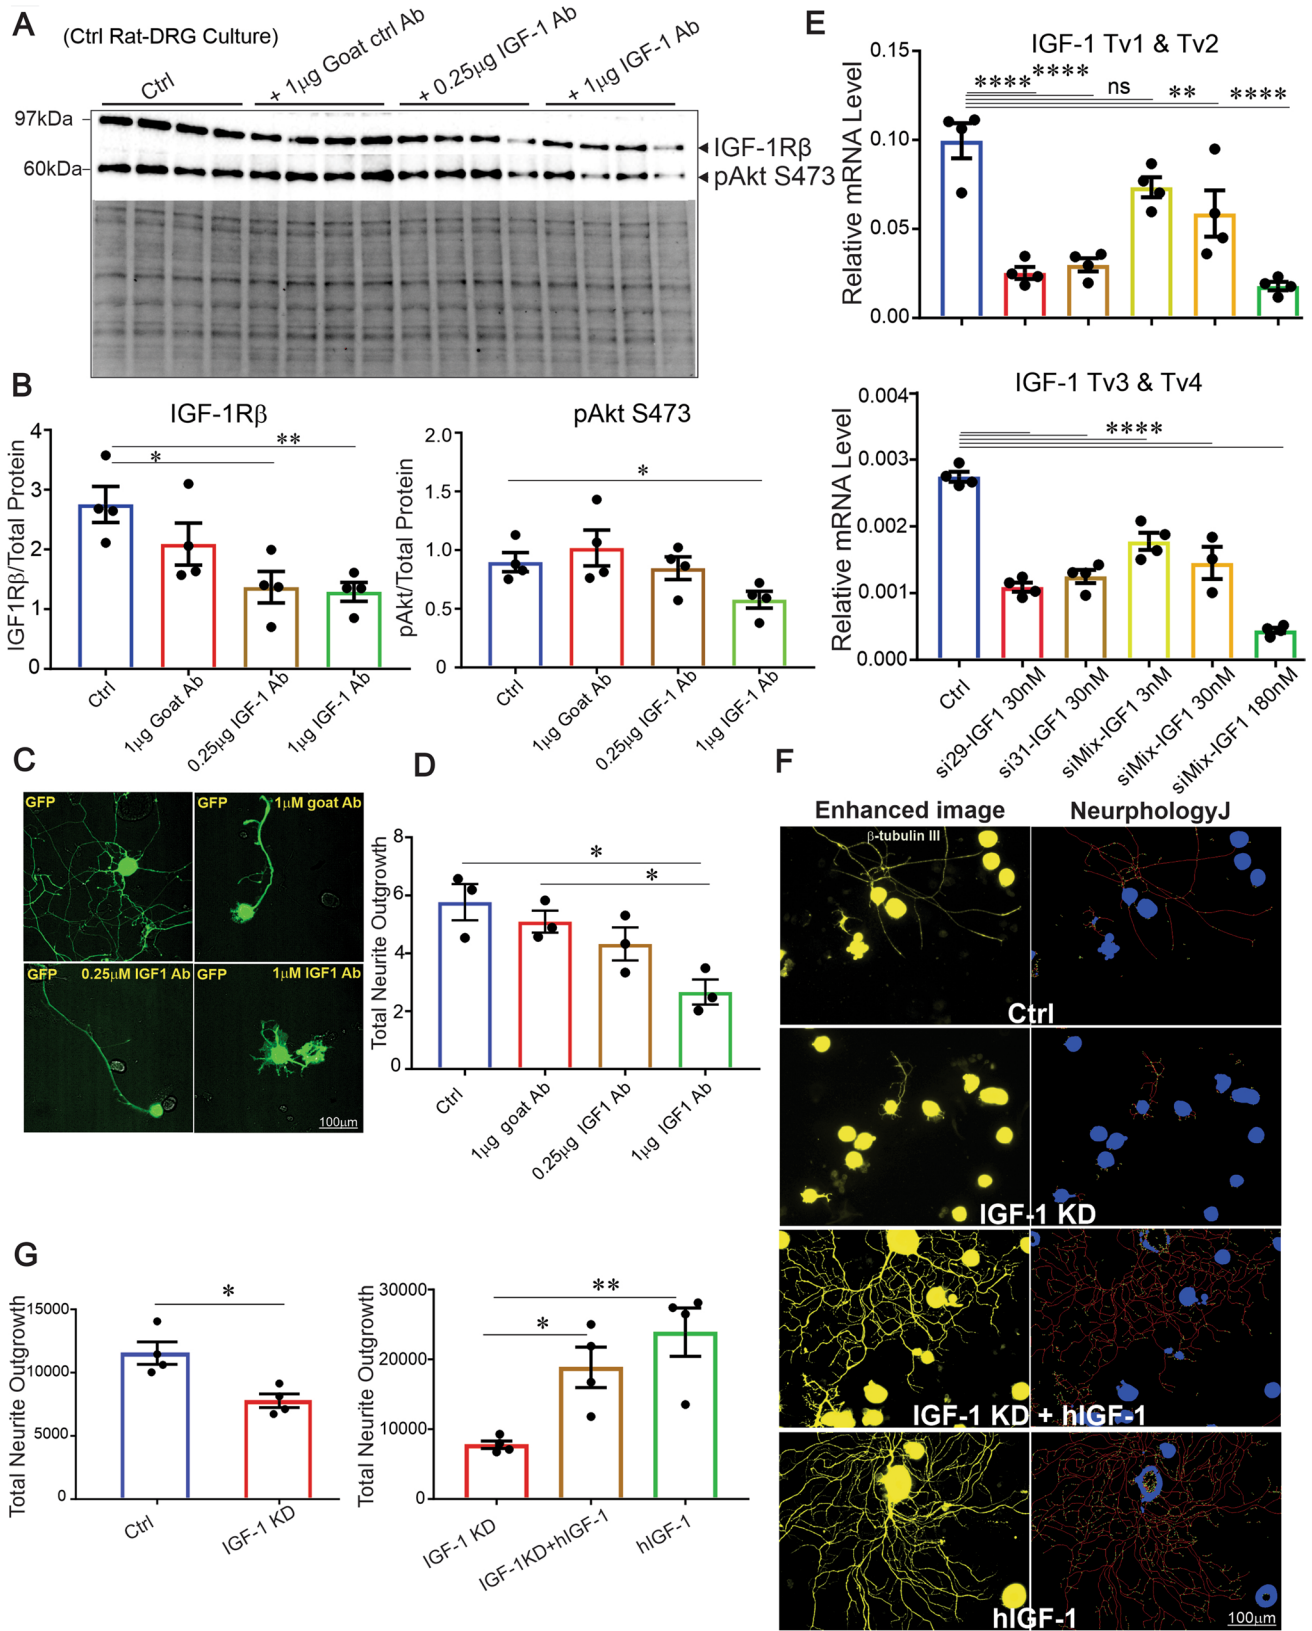 A
(Ctrl Rat-DRG Culture)
Ctrl
+ 1µg Goat ctrl Ab
+ 0.25µg IGF-1 Ab
+ 1µg IGF-1 Ab
97kDa
60kDa
IGF-1Rβ
pAkt S473
B
IGF-1Rβ
IGF1Rβ/Total Protein
4
3
2
1
0
*
**
Ctrl
1µg Goat Ab
0.25µg IGF-1 Ab
1µg IGF-1 Ab
pAkt S473
pAkt/Total Protein
2.0
1.5
1.0
0.5
0
*
Ctrl
1µg Goat Ab
0.25µg IGF-1 Ab
1µg IGF-1 Ab
C
GFP
GFP
1µM goat Ab
GFP
0.25µM IGF1 Ab
GFP
1µM IGF1 Ab
100µm
D
Total Neurite Outgrowth
8
6
4
2
0
*
*
Ctrl
1µg goat Ab
0.25µg IGF1 Ab
1µg IGF1 Ab
E
IGF-1 Tv1 & Tv2
Relative mRNA Level
0.15
0.10
0.05
0.00
****
****
ns
**
****
IGF-1 Tv3 & Tv4
Relative mRNA Level
0.004
0.003
0.002
0.001
0.000
****
Ctrl
si29-IGF1 30nM
si31-IGF1 30nM
siMix-IGF1 3nM
siMix-IGF1 30nM
siMix-IGF1 180nM
F
Enhanced image
NeurphologyJ
β-tubulin III
Ctrl
IGF-1 KD
IGF-1 KD + hIGF-1
hIGF-1
100µm
G
Total Neurite Outgrowth
15000
10000
5000
0
*
Ctrl
IGF-1 KD
Total Neurite Outgrowth
30000
20000
10000
0
*
**
IGF-1 KD
IGF-1KD+hIGF-1
hIGF-1